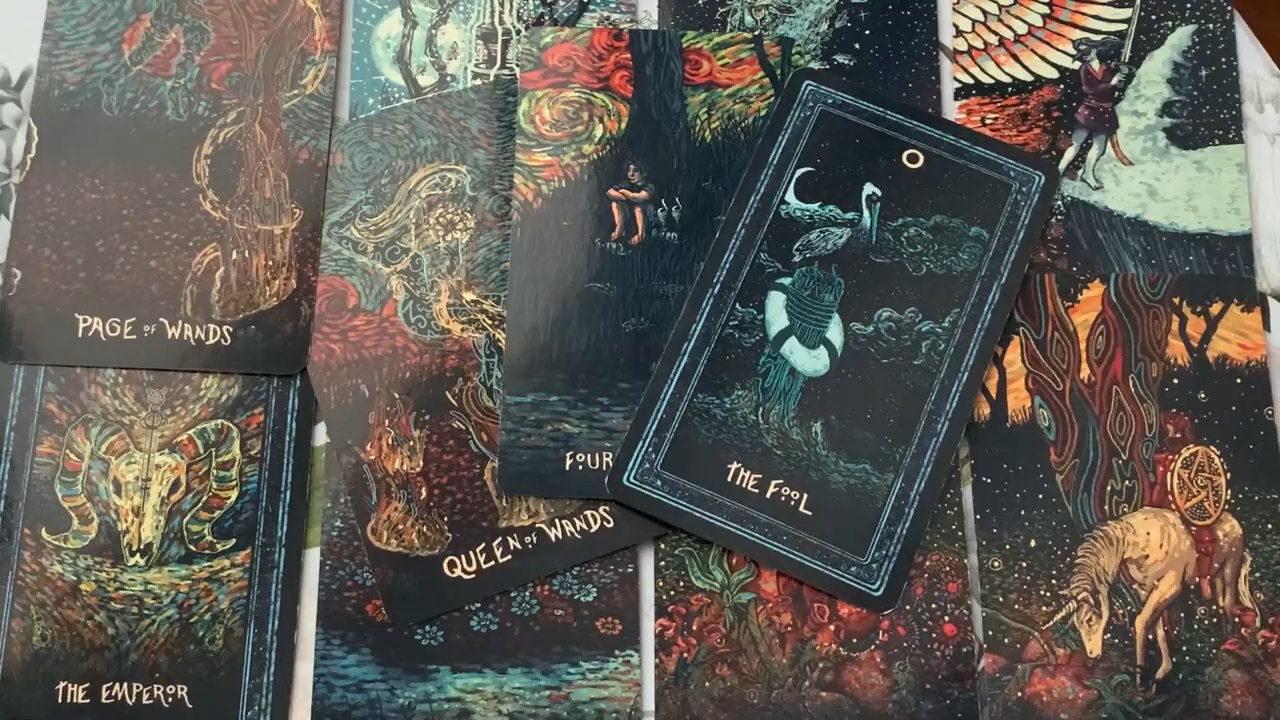 PAGE OF WANDS
FOUR
THE FOOL
QUEEN OF WANDS
THE EMPEROR